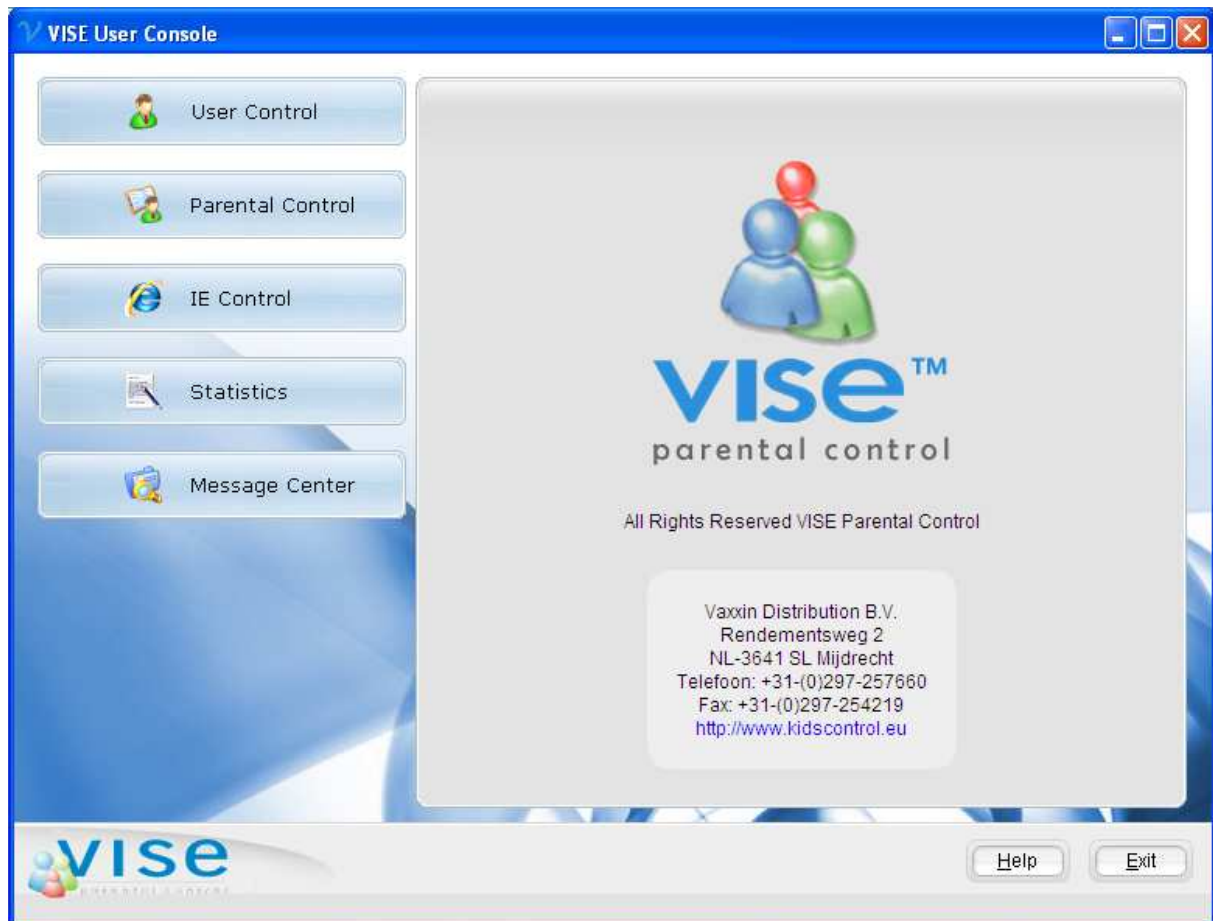 VISE User Console
User Control
Parental Control
IE Control
Statistics
Message Center
vise™
parental control
All Rights Reserved VISE Parental Control
Vaxxin Distribution B.V.
Rendementsweg 2
NL-3641 SL Mijdrecht
Telefoon: +31-(0)297-257660
Fax: +31-(0)297-254219
http://www.kidscontrol.eu
vise
parental control
Help
Exit